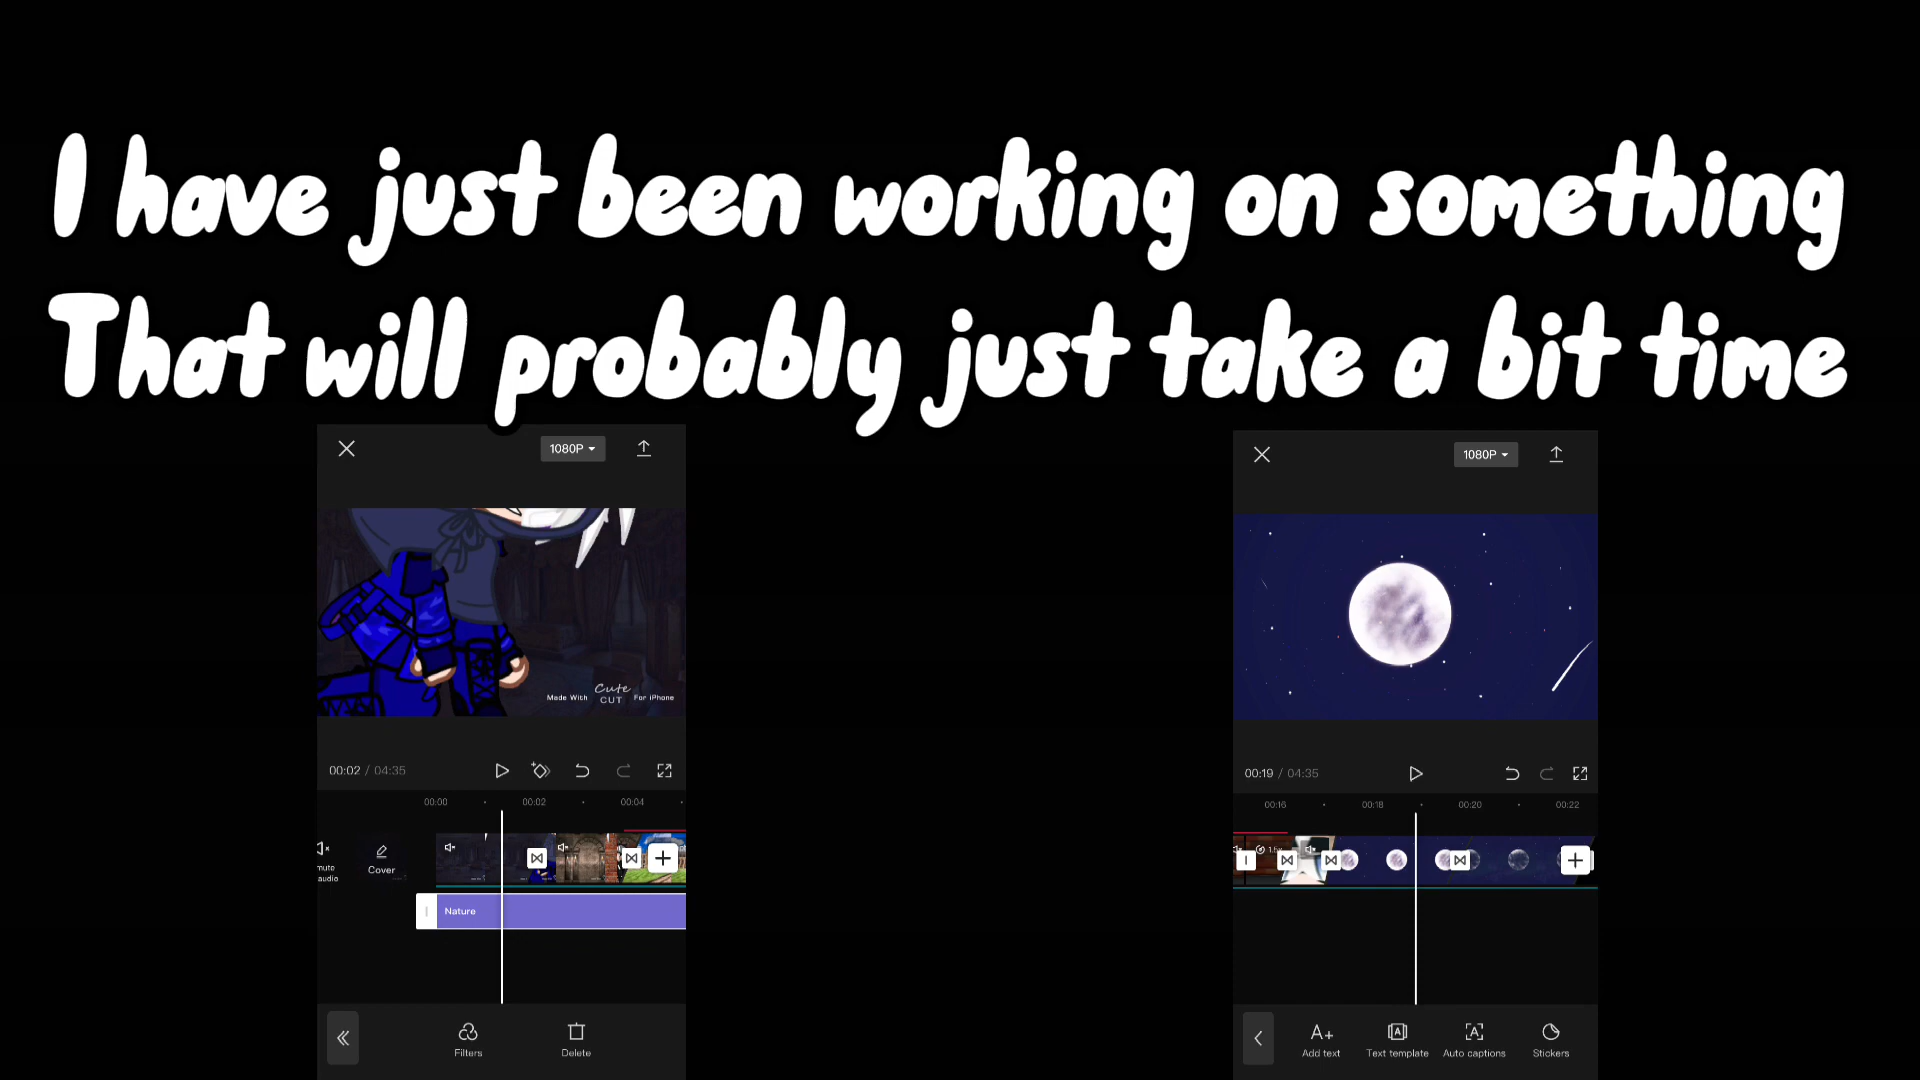 I have just been working on something
That will probably just take a bit time
1080P
Made With Cute CUT For iPhone
00:02 / 04:35
00:00 00:02 00:04
mute
audio
Cover
Nature
Filters
Delete
1080P
00:19 / 04:35
00:16 00:18 00:20 00:22
A+
Add text
Text template
Auto captions
Stickers